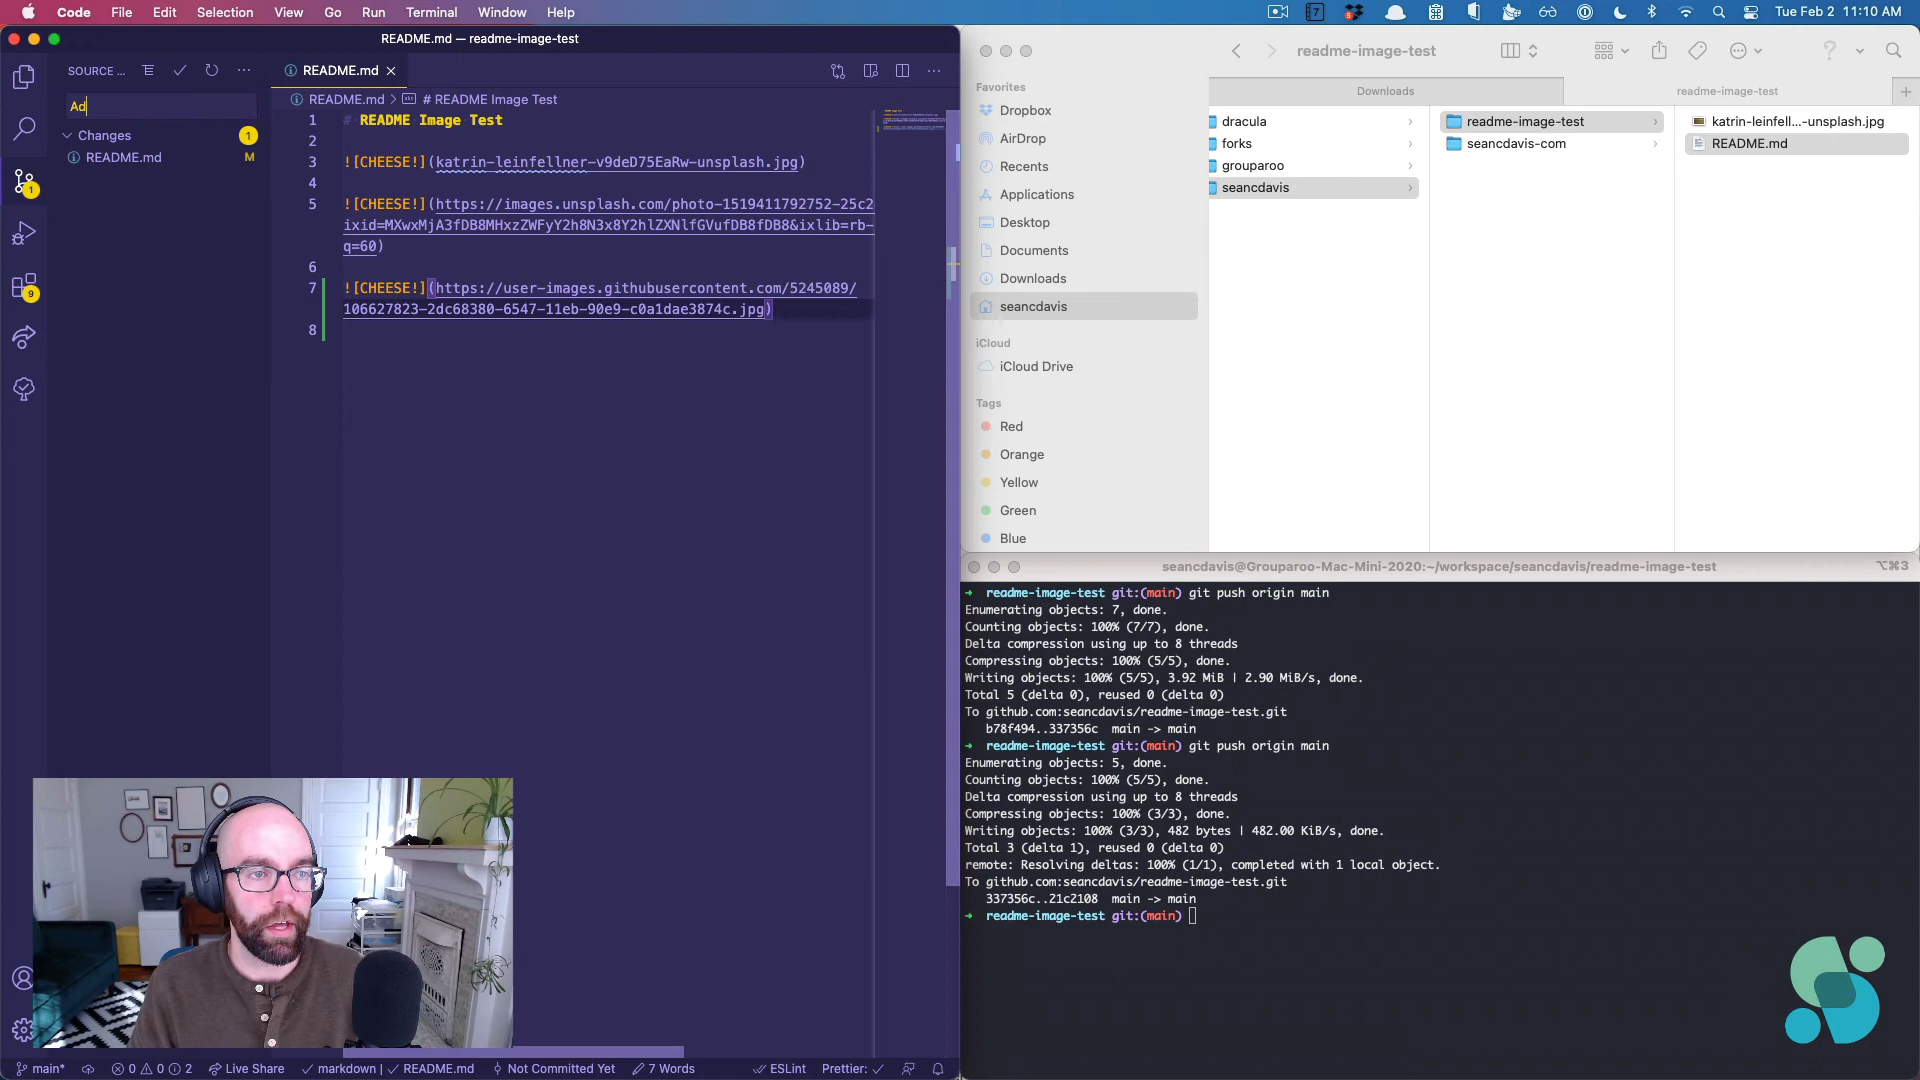 Code File Edit Selection View Go Run Terminal Window Help
7
Tue Feb 2 11:10 AM
README.md — readme-image-test
SOURCE ...
README.md
Ad
Changes 1
README.md M
1
9
README.md > # README Image Test
1 # README Image Test
2
3 ![CHEESE!](katrin-leinfellner-v9deD75EaRw-unsplash.jpg)
4
5 ![CHEESE!](https://images.unsplash.com/photo-1519411792752-25c2
ixid=MXwxMjA3fDB8MHxzZWFyY2h8N3x8Y2hlZXNlfGVufDB8fDB8&ixlib=rb-
q=60)
6
7 ![CHEESE!](https://user-images.githubusercontent.com/5245089/
106627823-2dc68380-6547-11eb-90e9-c0a1dae3874c.jpg)
8
main* 0 0 2 Live Share markdown | README.md Not Committed Yet 7 Words ESLint Prettier:
readme-image-test
Downloads
readme-image-test
Favorites
Dropbox
AirDrop
Recents
Applications
Desktop
Documents
Downloads
seancdavis
iCloud
iCloud Drive
Tags
Red
Orange
Yellow
Green
Blue
dracula
forks
grouparoo
seancdavis
readme-image-test
seancdavis-com
katrin-leinfell...-unsplash.jpg
README.md
seancdavis@Grouparoo-Mac-Mini-2020:~/workspace/seancdavis/readme-image-test ⌥⌘3
➜ readme-image-test git:(main) git push origin main
Enumerating objects: 7, done.
Counting objects: 100% (7/7), done.
Delta compression using up to 8 threads
Compressing objects: 100% (5/5), done.
Writing objects: 100% (5/5), 3.92 MiB | 2.90 MiB/s, done.
Total 5 (delta 0), reused 0 (delta 0)
To github.com:seancdavis/readme-image-test.git
b78f494..337356c main -> main
➜ readme-image-test git:(main) git push origin main
Enumerating objects: 5, done.
Counting objects: 100% (5/5), done.
Delta compression using up to 8 threads
Compressing objects: 100% (3/3), done.
Writing objects: 100% (3/3), 482 bytes | 482.00 KiB/s, done.
Total 3 (delta 1), reused 0 (delta 0)
remote: Resolving deltas: 100% (1/1), completed with 1 local object.
To github.com:seancdavis/readme-image-test.git
337356c..21c2108 main -> main
➜ readme-image-test git:(main)